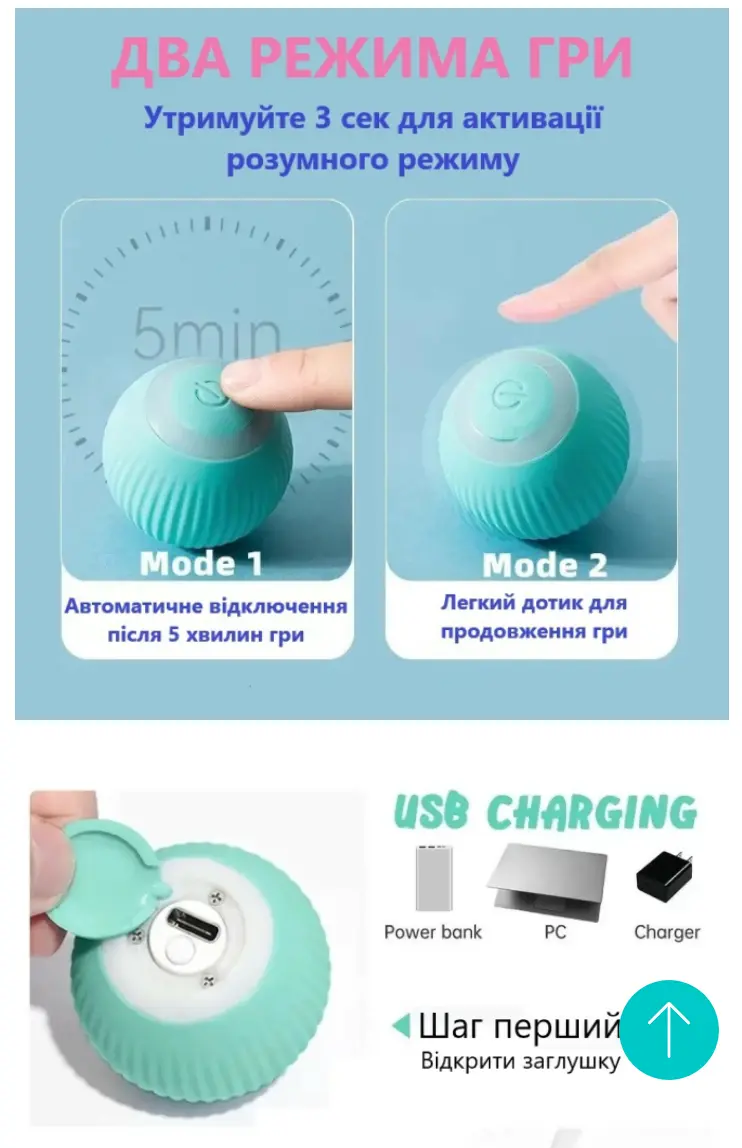 ДВА РЕЖИМА ГРИ
Утримуйте 3 сек для активації
розумного режиму
5min
Mode 1
Автоматичне відключення
після 5 хвилин гри
Mode 2
Легкий дотик для
продовження гри
USB CHARGING
Power bank
PC
Charger
Шаг перший
Відкрити заглушку